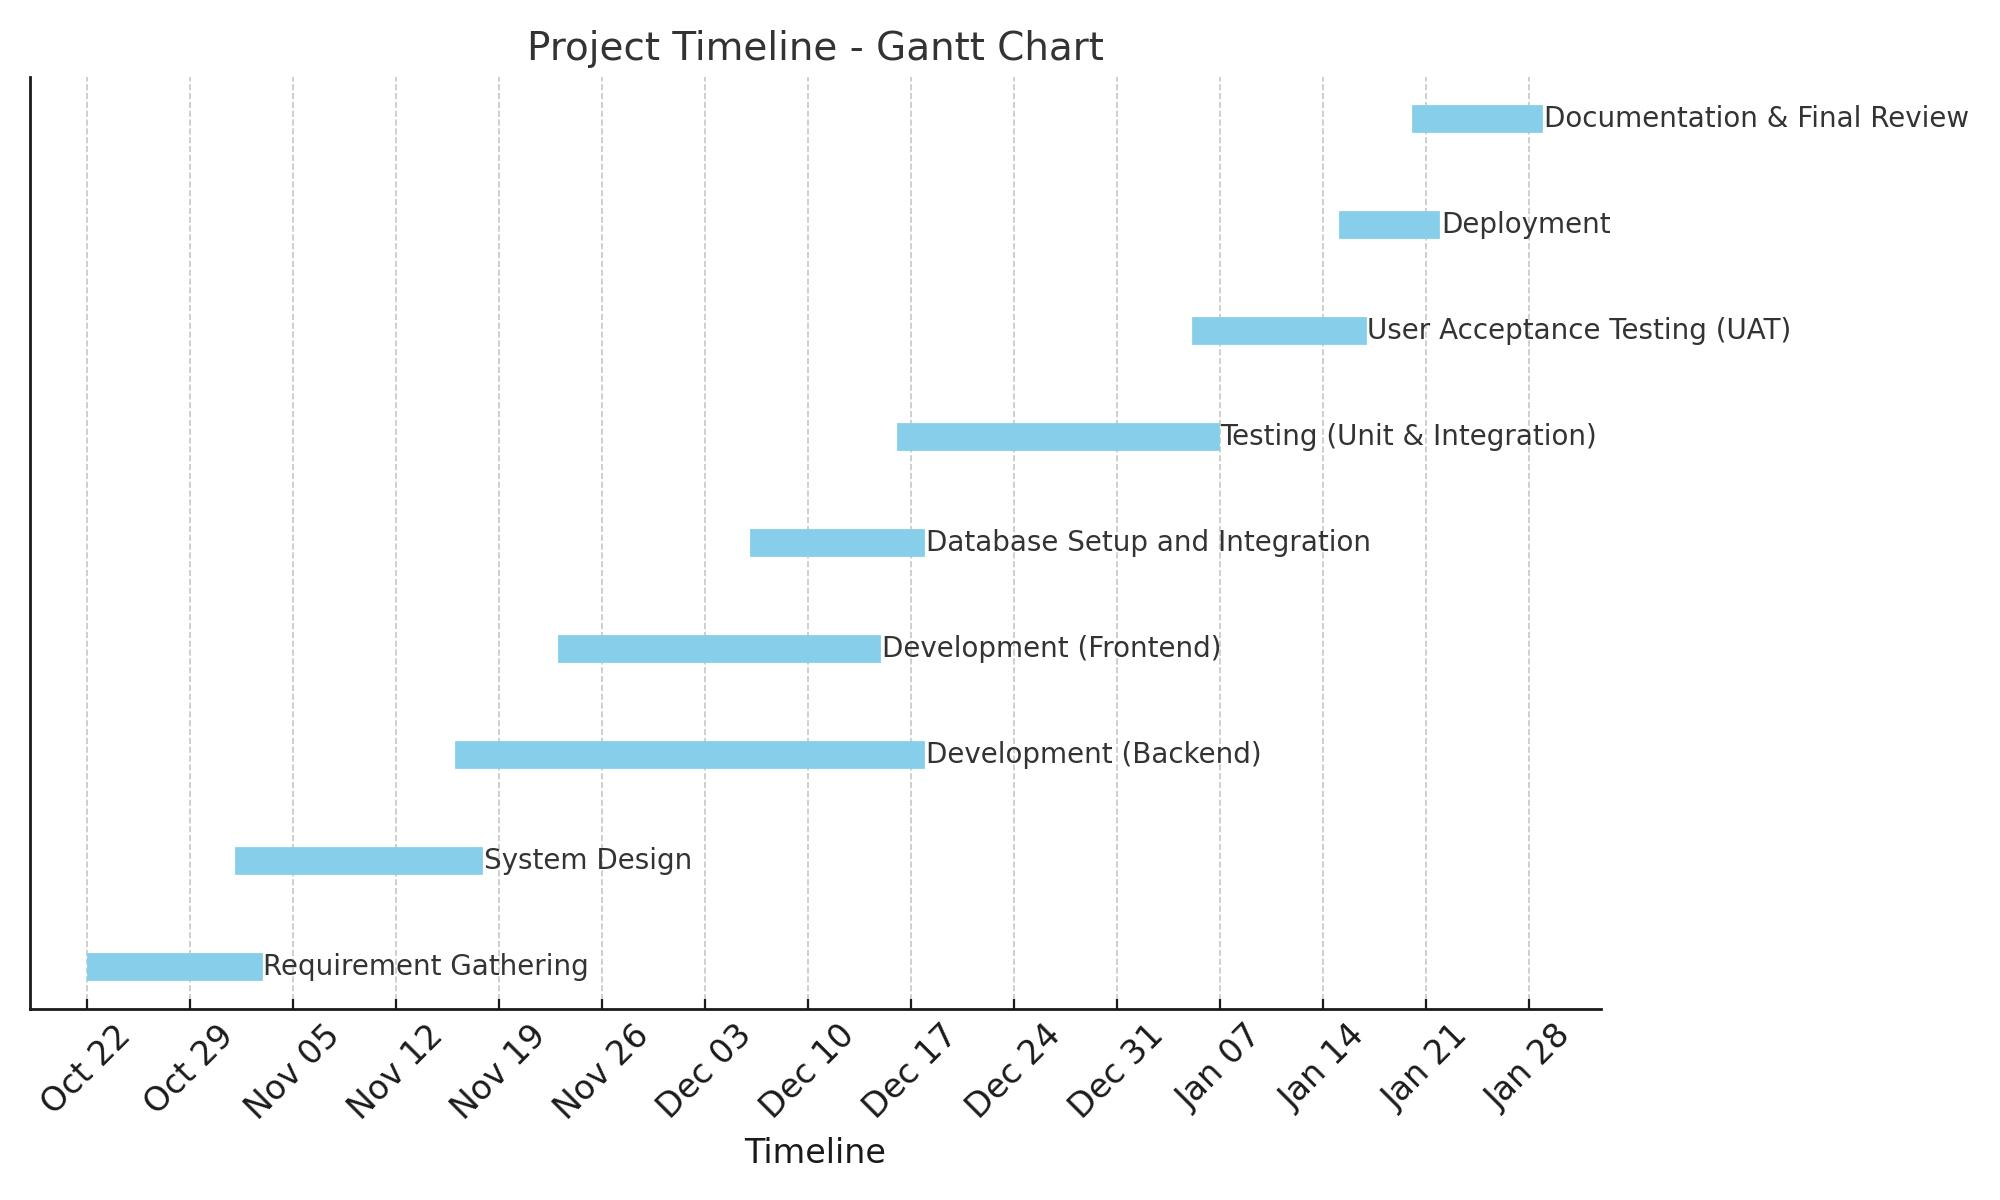 Project Timeline - Gantt Chart
Documentation & Final Review
Deployment
User Acceptance Testing (UAT)
Testing (Unit & Integration)
Database Setup and Integration
Development (Frontend)
Development (Backend)
System Design
Requirement Gathering
Oct 22
Oct 29
Nov 05
Nov 12
Nov 19
Nov 26
Dec 03
Dec 10
Dec 17
Dec 24
Dec 31
Jan 07
Jan 14
Jan 21
Jan 28
Timeline